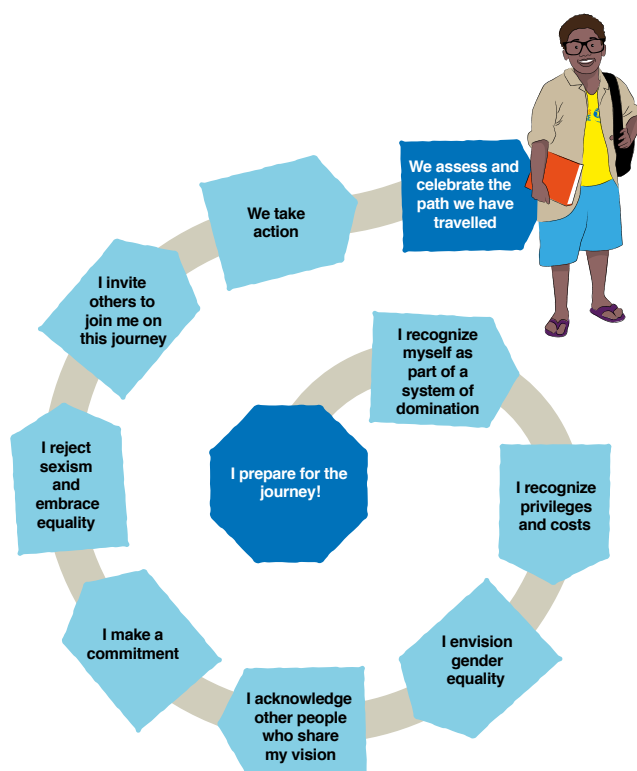 I prepare for the
journey!
I recognize
myself as
part of a
system of
domination
I recognize
privileges
and costs
I envision
gender
equality
I acknowledge
other people
who share
my vision
I make a
commitment
I reject
sexism
and
embrace
equality
I invite
others to
join me on
this journey
We take
action
We assess and
celebrate the
path we have
travelled